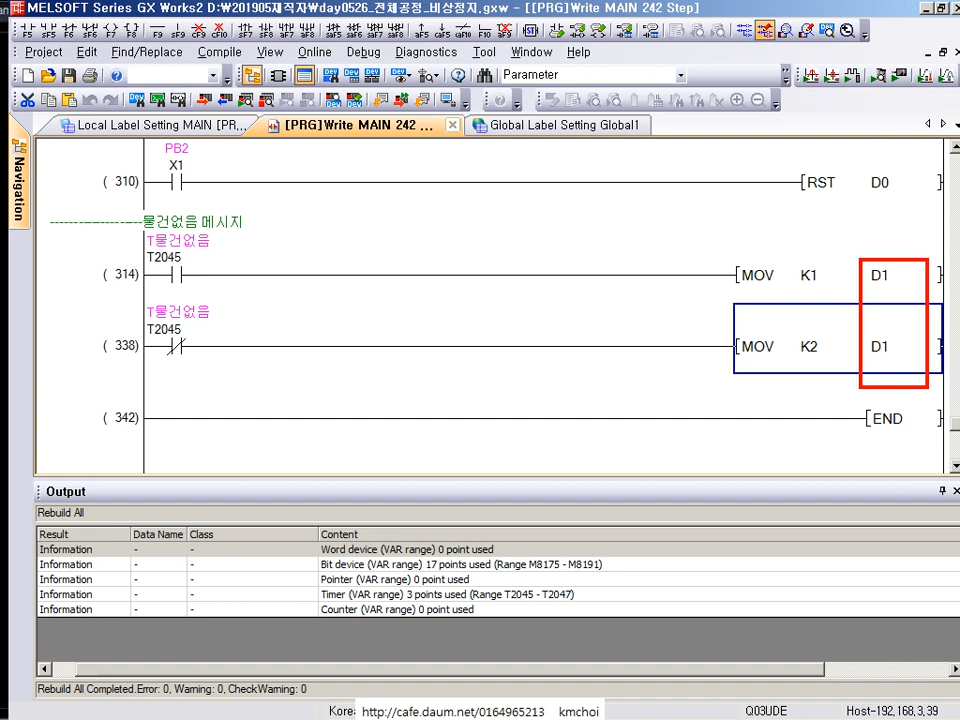 MELSOFT Series GX Works2 D:₩201905재직자₩day0526_전체공정_비상정지.gxw - [[PRG]Write MAIN 242 Step]
Project Edit Find/Replace Compile View Online Debug Diagnostics Tool Window Help
Parameter
Local Label Setting MAIN [PR... [PRG]Write MAIN 242 ... Global Label Setting Global1
Navigation
PB2
X1
( 310) RST D0
물건없음 메시지
T물건없음
T2045
( 314) MOV K1 D1
T물건없음
T2045
( 338) MOV K2 D1
( 342) END
Output
Rebuild All
Result Data Name Class Content
Information - - Word device (VAR range) 0 point used
Information - - Bit device (VAR range) 17 points used (Range M8175 - M8191)
Information - - Pointer (VAR range) 0 point used
Information - - Timer (VAR range) 3 points used (Range T2045 - T2047)
Information - - Counter (VAR range) 0 point used
Rebuild All Completed.Error: 0, Warning: 0, CheckWarning: 0
Kore http://cafe.daum.net/0164965213 kmchoi Q03UDE Host-192.168.3.39